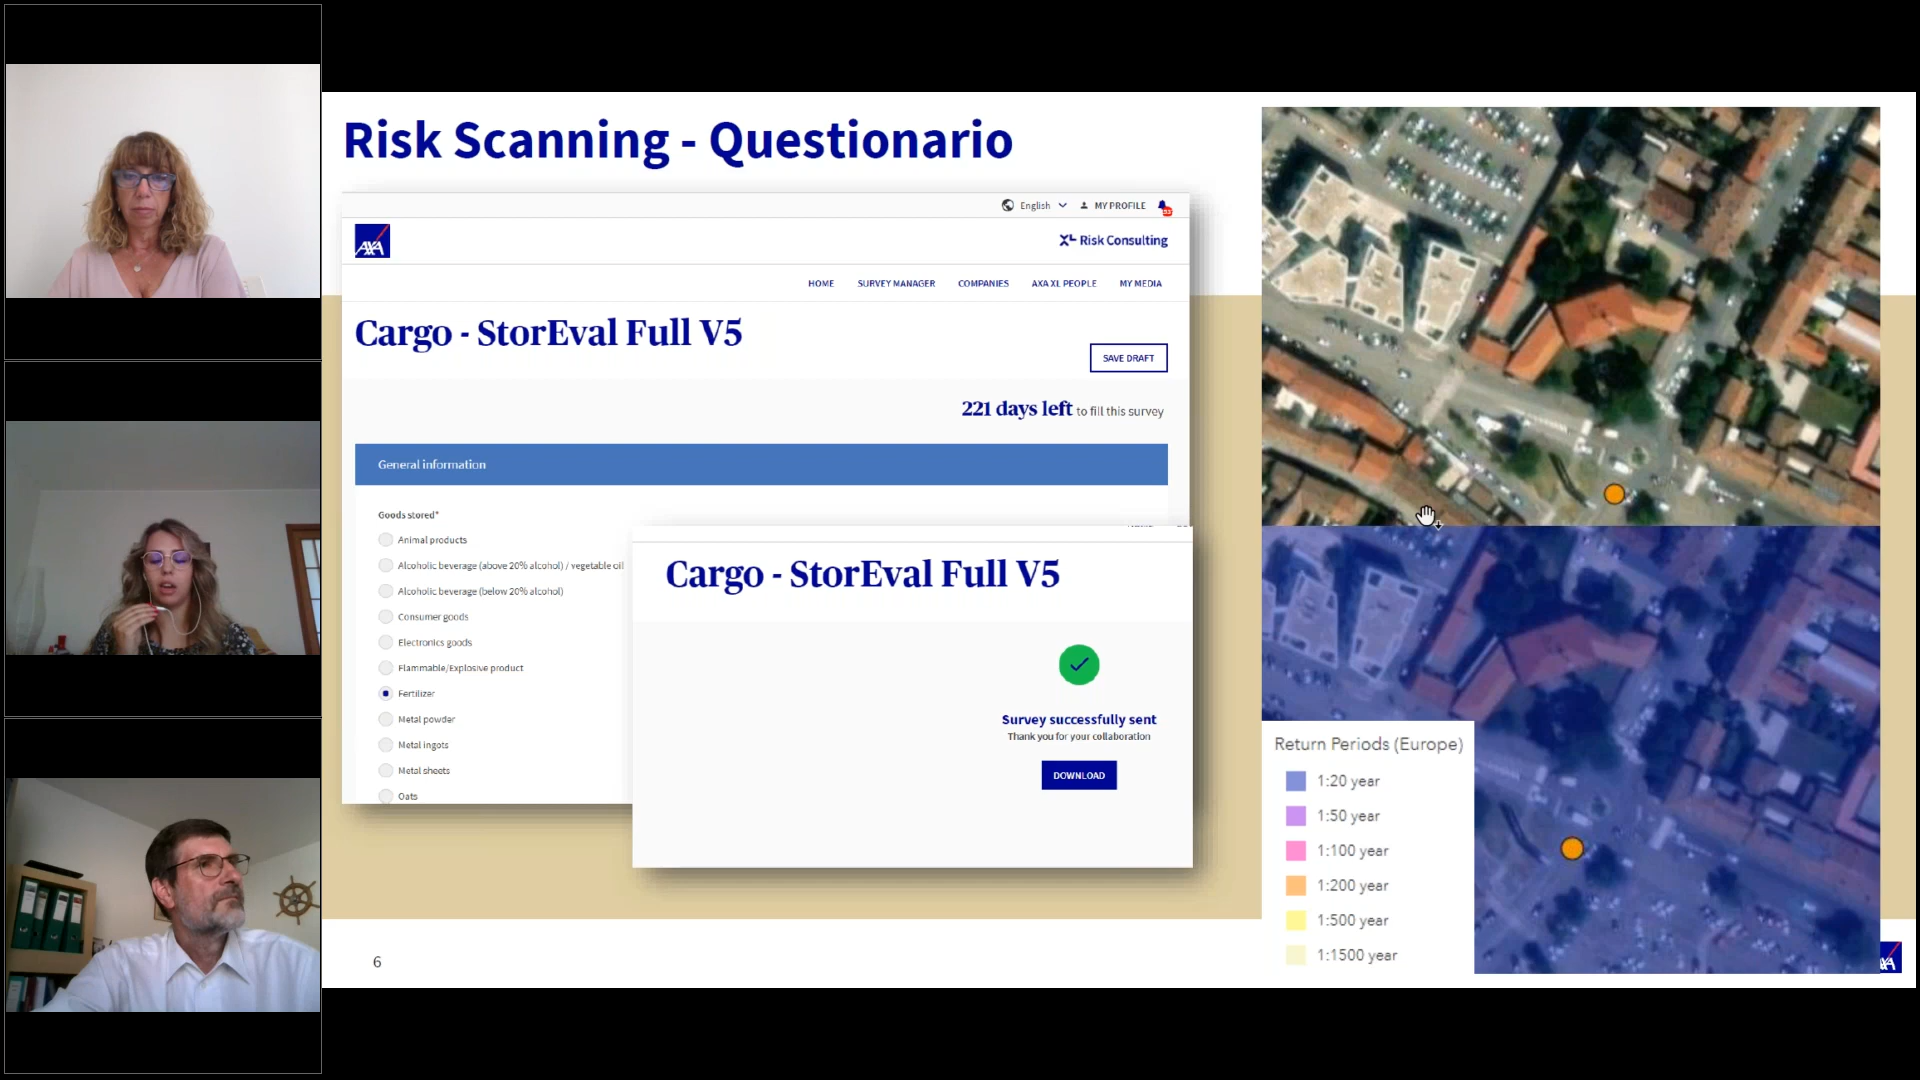 Risk Scanning - Questionario
English
MY PROFILE
AXA
XL Risk Consulting
HOME SURVEY MANAGER COMPANIES AXA XL PEOPLE MY MEDIA
Cargo - StorEval Full V5
SAVE DRAFT
221 days left to fill this survey
General information
Goods stored*
Animal products
Alcoholic beverage (above 20% alcohol) / vegetable oil
Alcoholic beverage (below 20% alcohol)
Consumer goods
Electronics goods
Flammable/Explosive product
Fertilizer
Metal powder
Metal ingots
Metal sheets
Oats
Cargo - StorEval Full V5
Survey successfully sent
Thank you for your collaboration
DOWNLOAD
Return Periods (Europe)
1:20 year
1:50 year
1:100 year
1:200 year
1:500 year
1:1500 year
6